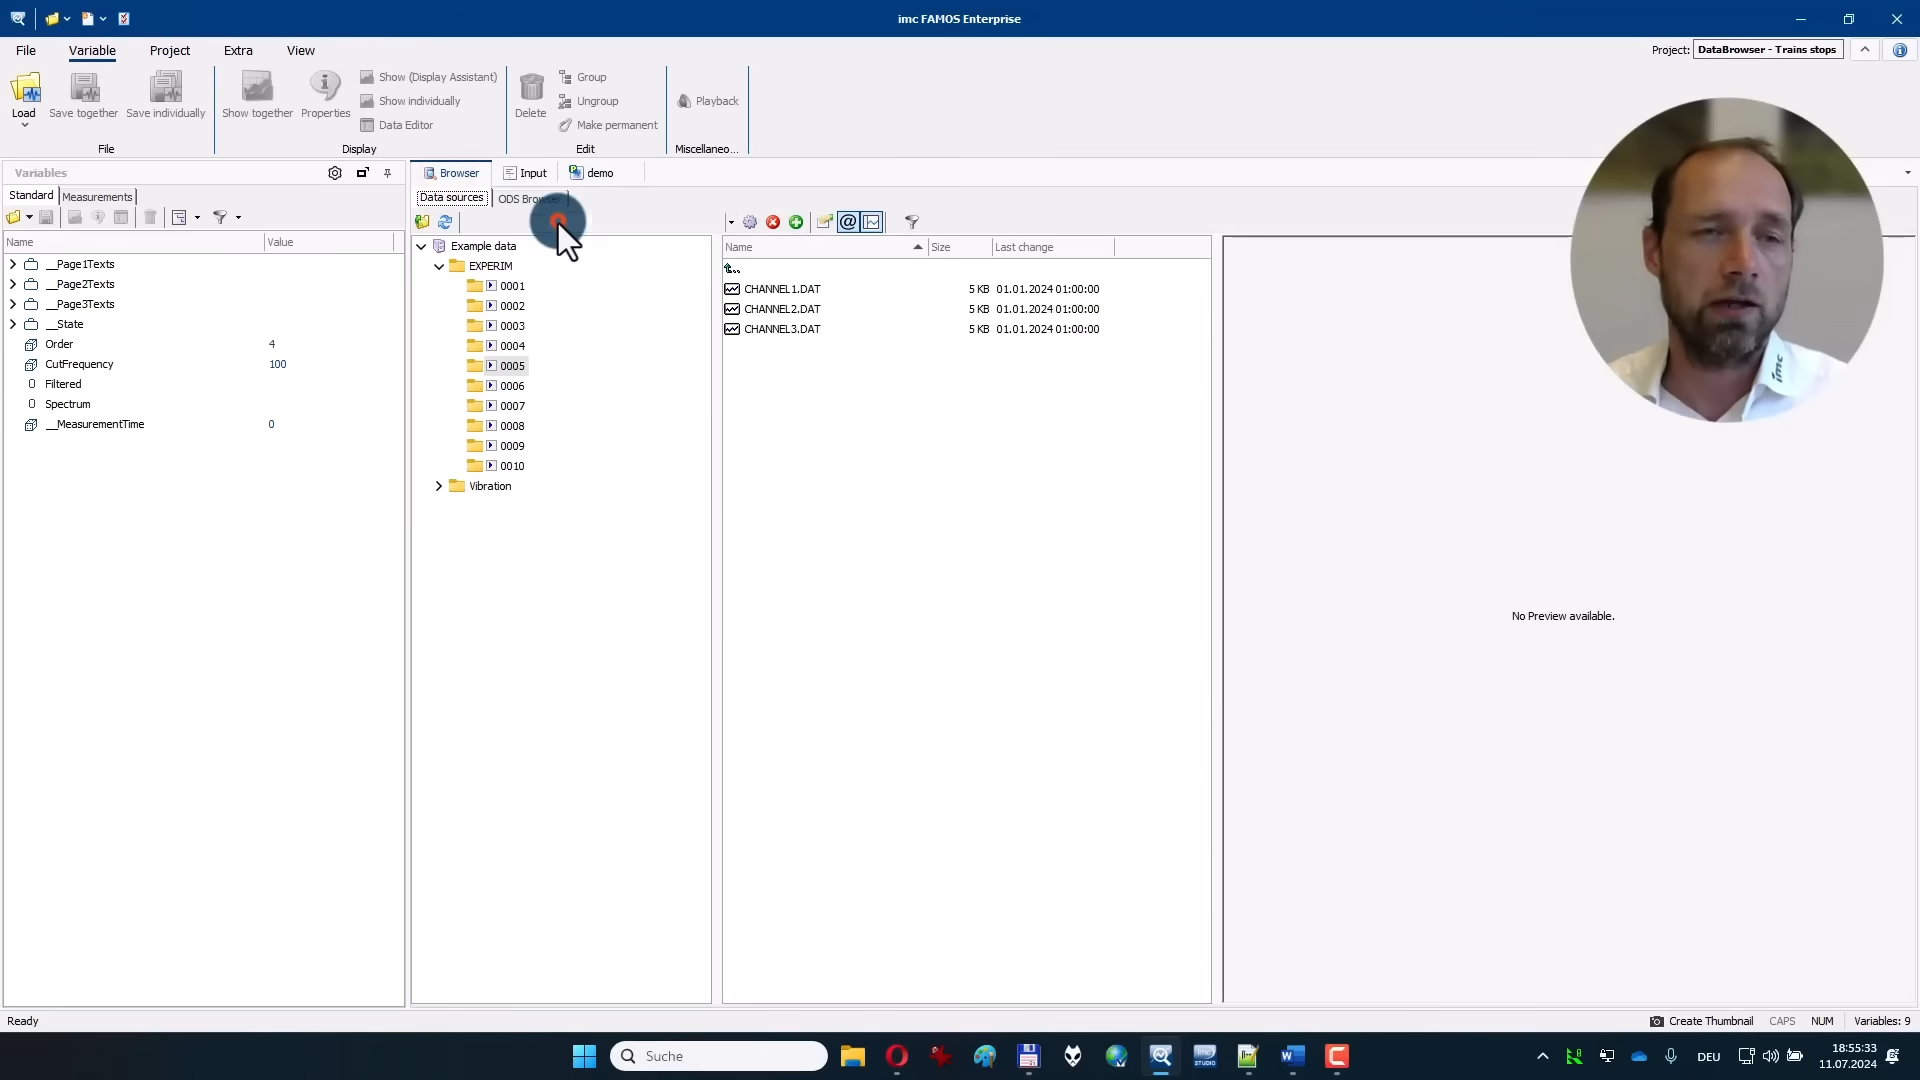 imc FAMOS Enterprise
File Variable Project Extra View
Project: DataBrowser - Trains stops
Load Save together Save individually
File
Show together Properties Show (Display Assistant)
Show individually
Data Editor
Display
Delete Group
Ungroup
Make permanent
Edit
Playback
Miscellaneo...
Variables
Standard Measurements
Name Value
__Page1Texts
__Page2Texts
__Page3Texts
__State
Order 4
CutFrequency 100
Filtered
Spectrum
__MeasurementTime 0
Browser Input demo
Data sources ODS Browser
Example data
EXPERIM
0001
0002
0003
0004
0005
0006
0007
0008
0009
0010
Vibration
Name Size Last change
..
CHANNEL1.DAT 5 KB 01.01.2024 01:00:00
CHANNEL2.DAT 5 KB 01.01.2024 01:00:00
CHANNEL3.DAT 5 KB 01.01.2024 01:00:00
No Preview available.
imc
Ready
Create Thumbnail CAPS NUM Variables: 9
Suche
imc STUDIO
DEU
18:55:33
11.07.2024